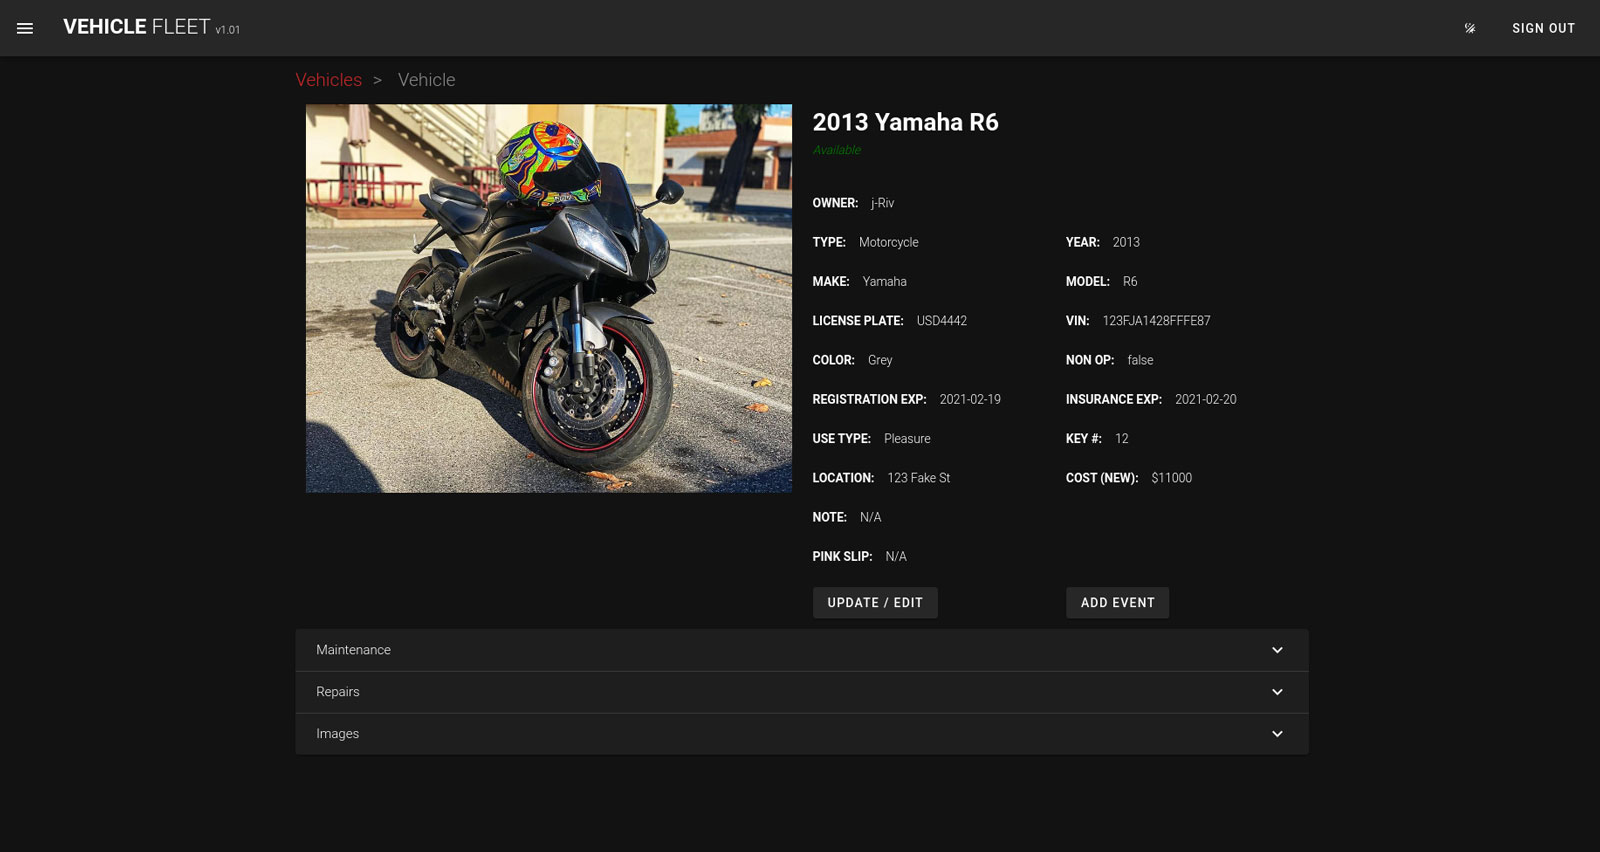 VEHICLE FLEET v1.01
SIGN OUT
Vehicles > Vehicle
YAMAHA
2013 Yamaha R6
Available
OWNER: j-Riv
TYPE: Motorcycle
YEAR: 2013
MAKE: Yamaha
MODEL: R6
LICENSE PLATE: USD4442
VIN: 123FJA1428FFFE87
COLOR: Grey
NON OP: false
REGISTRATION EXP: 2021-02-19
INSURANCE EXP: 2021-02-20
USE TYPE: Pleasure
KEY #: 12
LOCATION: 123 Fake St
COST (NEW): $11000
NOTE: N/A
PINK SLIP: N/A
UPDATE / EDIT
ADD EVENT
Maintenance
Repairs
Images